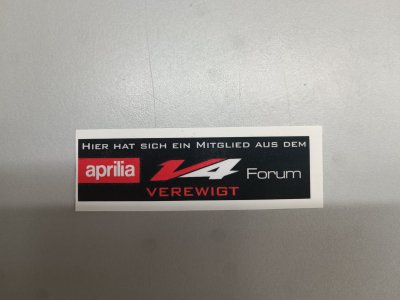 Hier hat sich ein Mitglied aus dem
aprilia V4 Forum
VEREWIGT